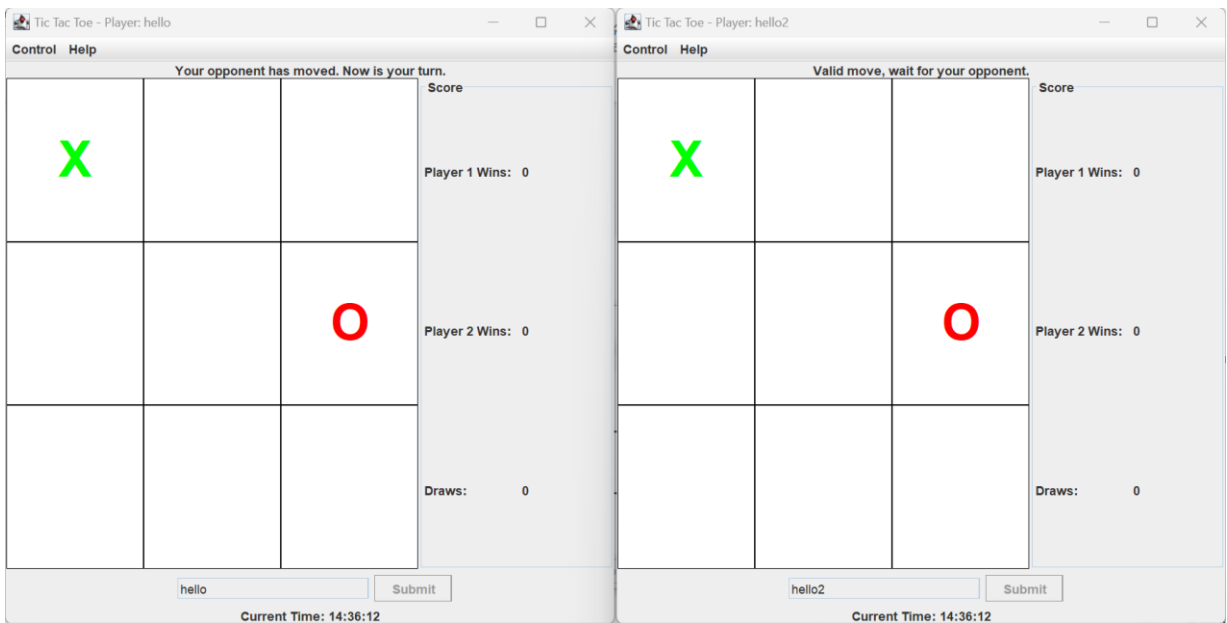 Tic Tac Toe - Player: hello
Control Help
Your opponent has moved. Now is your turn.
Score
X
Player 1 Wins: 0
O
Player 2 Wins: 0
Draws: 0
hello Submit
Current Time: 14:36:12
Tic Tac Toe - Player: hello2
Control Help
Valid move, wait for your opponent.
Score
X
Player 1 Wins: 0
O
Player 2 Wins: 0
Draws: 0
hello2 Submit
Current Time: 14:36:12